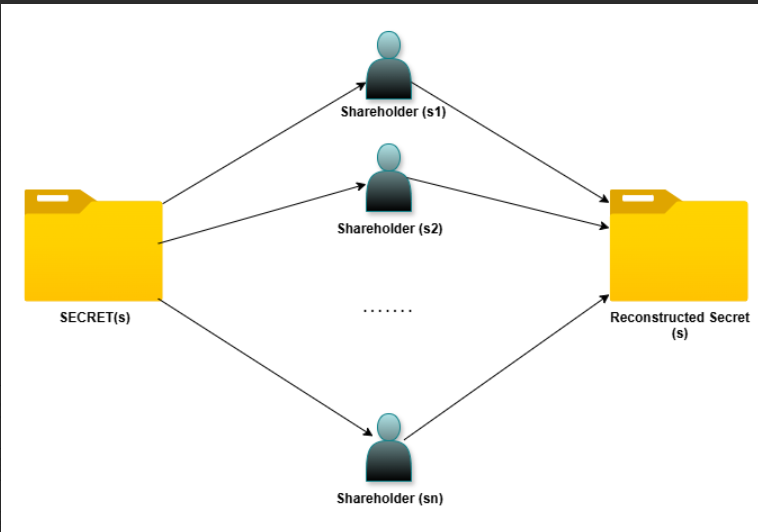 Shareholder (s1)
Shareholder (s2)
SECRET(s)
.......
Reconstructed Secret
(s)
Shareholder (sn)